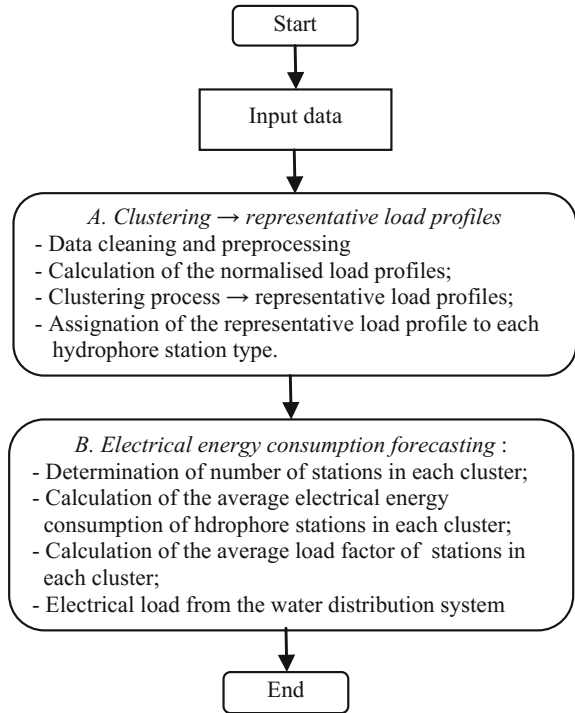 Start
Input data
A. Clustering → representative load profiles
- Data cleaning and preprocessing
- Calculation of the normalised load profiles;
- Clustering process → representative load profiles;
- Assignation of the representative load profile to each
hydrophore station type.
B. Electrical energy consumption forecasting :
- Determination of number of stations in each cluster;
- Calculation of the average electrical energy
consumption of hdrophore stations in each cluster;
- Calculation of the average load factor of stations in
each cluster;
- Electrical load from the water distribution system
End